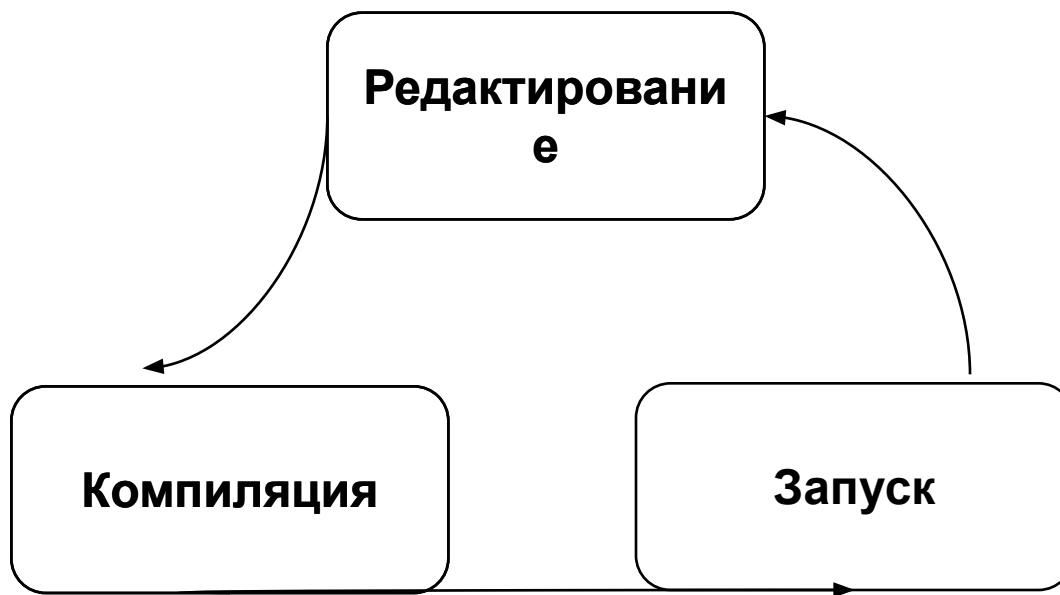 Редактировани
е
Компиляция
Запуск